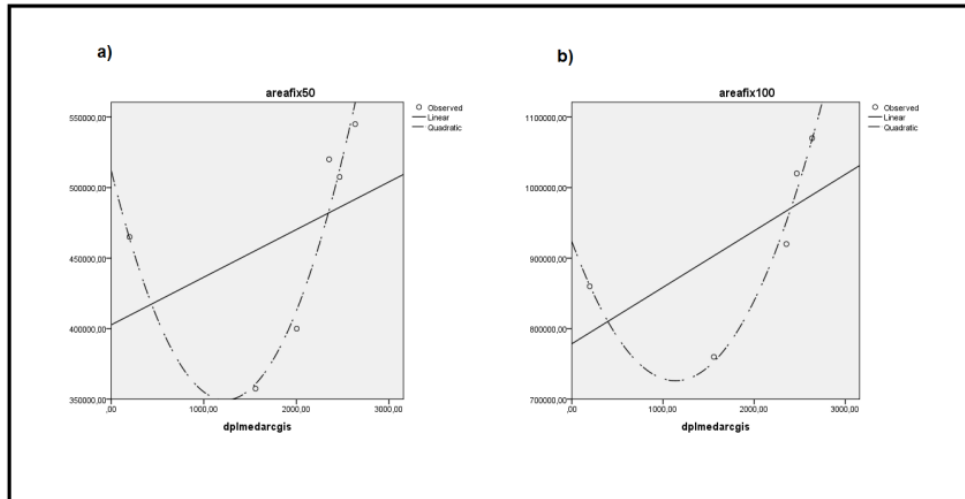 a)
areafix50
Observed
Linear
Quadratic
550000,00
500000,00
450000,00
400000,00
350000,00
,00
1000,00
2000,00
3000,00
dplmedarcgis
b)
areafix100
Observed
Linear
Quadratic
1100000,00
1000000,00
900000,00
800000,00
700000,00
,00
1000,00
2000,00
3000,00
dplmedarcgis